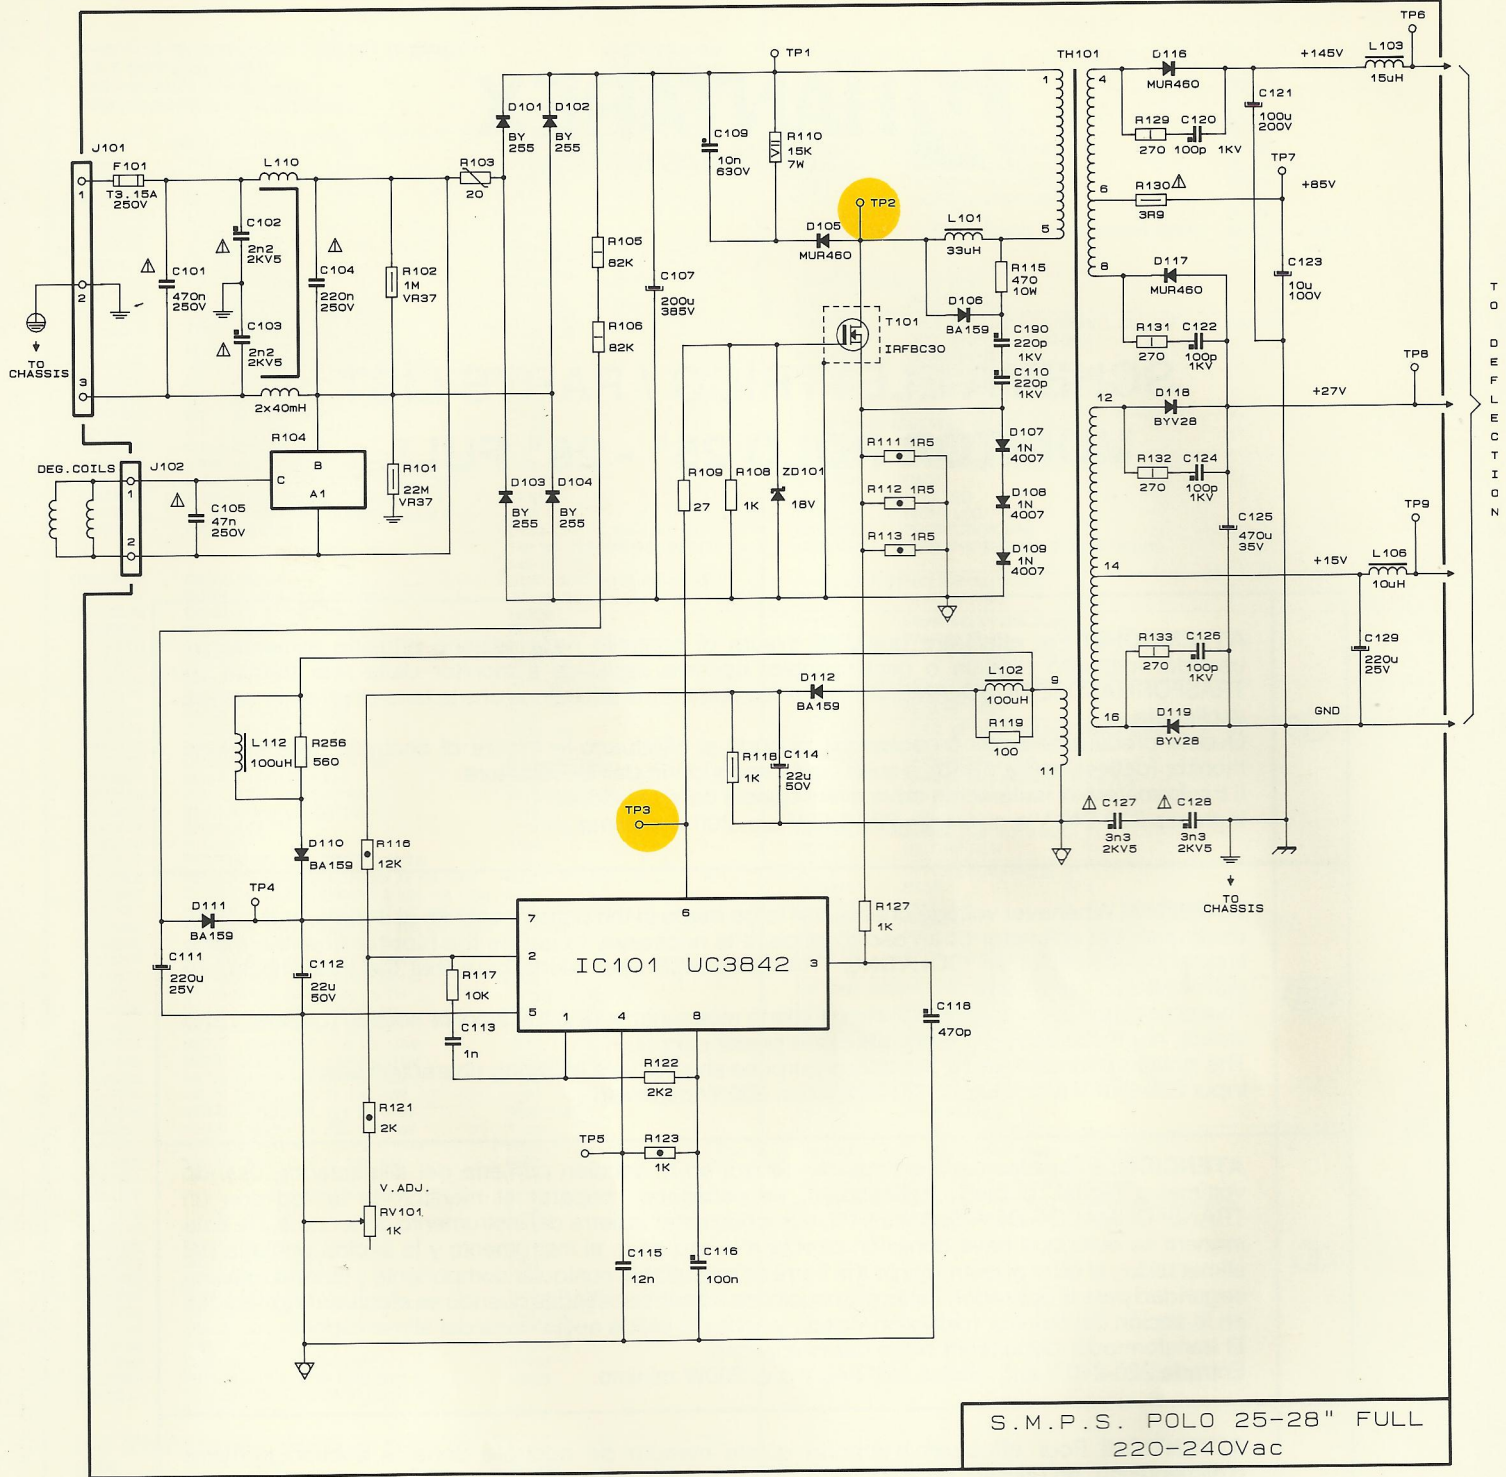 TP6
TP1
TH101
D116
MUR460
+145V
L103
15uH
1
4
D101
D102
BY
255
BY
255
C109
10n
630V
R110
15K
7W
R129
270
C120
100p 1KV
C121
100u
200V
TP7
J101
F101
T3.15A
250V
L110
R103
20
1
6
R130
3R9
+85V
TP2
C102
2n2
2KV5
D105
MUR460
L101
33uH
5
R105
82K
8
D117
MUR460
C101
470n
250V
C104
220n
250V
R102
1M
VR37
C107
200u
385V
R115
470
10W
C123
10u
100V
2
TO
CHASSIS
C103
2n2
2KV5
R106
82K
T101
IRFBC30
D106
BA159
C190
220p
1KV
C110
220p
1KV
R131
270
C122
100p
1KV
TP8
3
2x40mH
12
D118
BYV28
+27V
TO DEFLECTION
R104
B
C
A1
DEG.COILS
J102
1
2
C105
47n
250V
R101
22M
VR37
D103
BY
255
D104
BY
255
R109
27
R108
1K
ZD101
18V
R111 1R5
R112 1R5
R113 1R5
D107
1N
4007
D108
1N
4007
D109
1N
4007
R132
270
C124
100p
1KV
C125
470u
35V
TP9
14
+15V
L106
10uH
R133
270
C126
100p
1KV
C129
220u
25V
D112
BA159
L102
100uH
9
R119
100
16
D119
BYV28
GND
L112
100uH
R256
560
R118
1K
C114
22u
50V
11
TP3
C127
3n3
2KV5
C128
3n3
2KV5
TO
CHASSIS
D110
BA159
R116
12K
D111
BA159
TP4
7
6
R127
1K
2
IC101 UC3842
3
C111
220u
25V
C112
22u
50V
R117
10K
5
1
4
8
C113
1n
C118
470p
R122
2K2
R121
2K
TP5
R123
1K
V.ADJ.
RV101
1K
C115
12n
C116
100n
S.M.P.S. POLO 25-28" FULL
220-240Vac